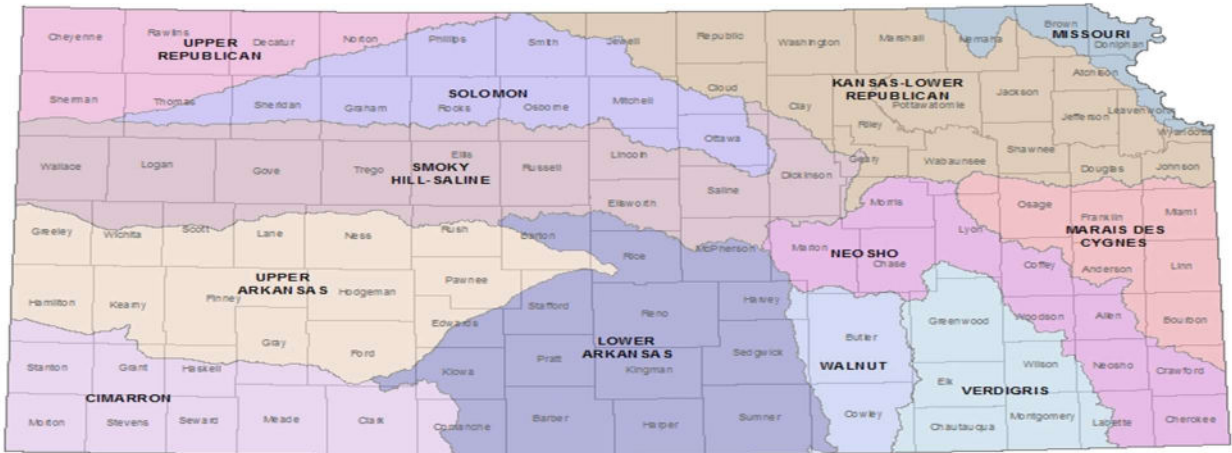 Cheyenne
Rawlins
Decatur
Norton
Phillips
Smith
Jewell
Republic
Washington
Marshall
Nemaha
Brown
Doniphan
UPPER
REPUBLICAN
MISSOURI
Sherman
Thomas
Sheridan
Graham
Rooks
Osborne
Mitchell
Cloud
Clay
Riley
Pottawatomie
Jackson
Atchison
Jefferson
Leavenworth
Wyandotte
SOLOMON
KANSAS-LOWER
REPUBLICAN
Ottawa
Wallace
Logan
Gove
Trego
Ellis
Russell
Lincoln
Saline
Dickinson
Geary
Wabaunsee
Shawnee
Douglas
Johnson
SMOKY
HILL-SALINE
Ellsworth
Greeley
Wichita
Scott
Lane
Ness
Rush
Barton
Rice
McPherson
Marion
Morris
Chase
Lyon
Osage
Franklin
Miami
MARAIS DES
CYGNES
NEOSHO
UPPER
ARKANSAS
Hamilton
Kearny
Finney
Hodgeman
Pawnee
Edwards
Stafford
Reno
Harvey
Coffey
Anderson
Linn
Gray
Ford
LOWER
ARKANSAS
Kiowa
Pratt
Kingman
Sedgwick
Butler
Greenwood
Woodson
Allen
Bourbon
Stanton
Grant
Haskell
CIMARRON
WALNUT
VERDIGRIS
Elk
Wilson
Neosho
Crawford
Morton
Stevens
Seward
Meade
Clark
Comanche
Barber
Harper
Sumner
Cowley
Chautauqua
Montgomery
Labette
Cherokee